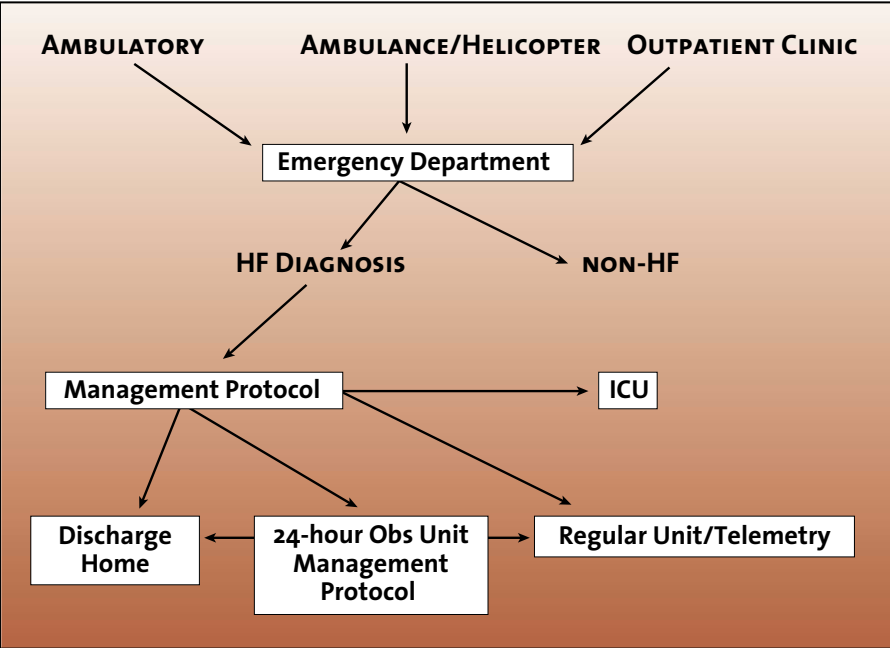 Ambulatory
Ambulance/Helicopter
Outpatient Clinic
Emergency Department
HF Diagnosis
non-HF
Management Protocol
ICU
Discharge
Home
24-hour Obs Unit
Management
Protocol
Regular Unit/Telemetry